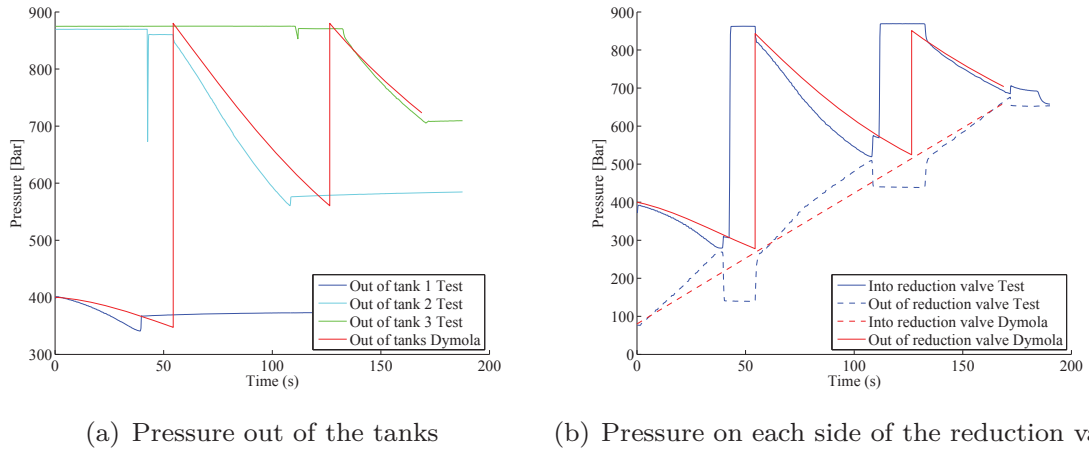 900
800
700
600
500
400
300
Pressure [Bar]
0
50
100
150
200
Time (s)
Out of tank 1 Test
Out of tank 2 Test
Out of tank 3 Test
Out of tanks Dymola
(a) Pressure out of the tanks
900
800
700
600
500
400
300
200
100
0
Pressure [Bar]
0
50
100
150
200
Time (s)
Into reduction valve Test
Out of reduction valve Test
Into reduction valve Dymola
Out of reduction valve Dymola
(b) Pressure on each side of the reduction va